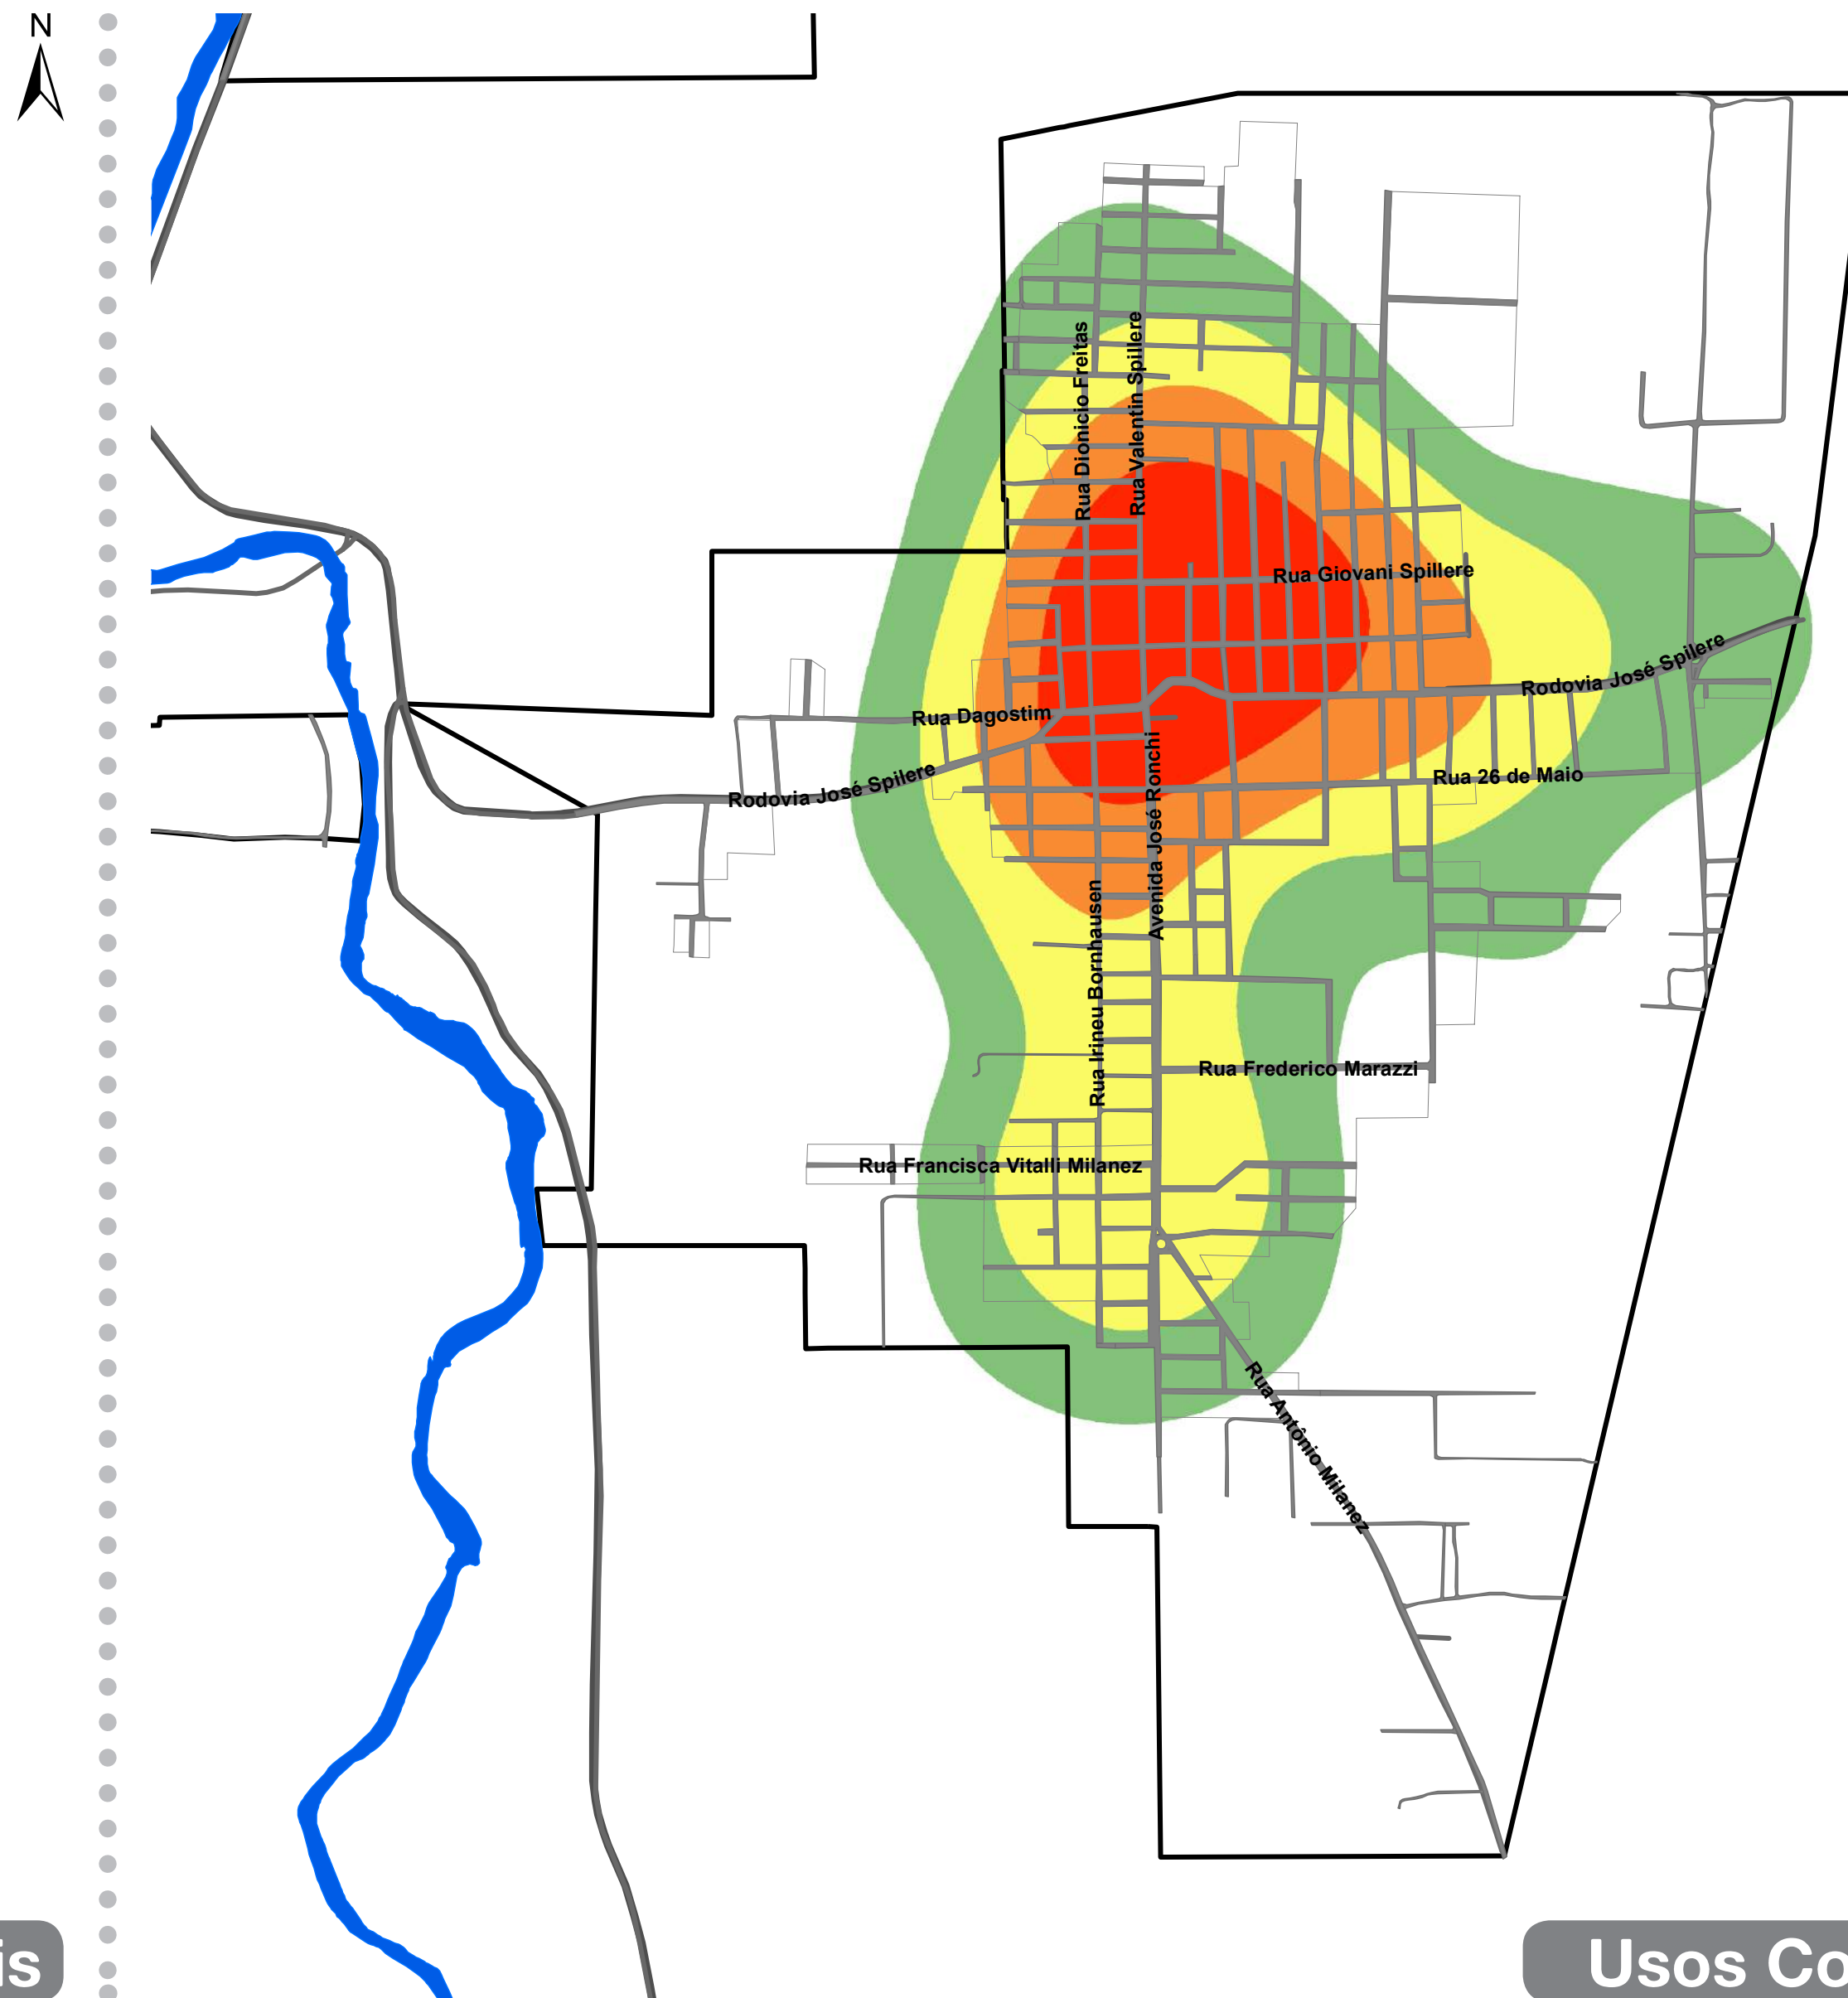 N
Rua Dionicio Freitas
Rua Valentin Spillere
Rua Giovani Spillere
Rodovia José Spilere
Rua Dagostim
Rodovia José Spilere
Rua 26 de Maio
Avenida José Ronchi
Rua Irineu Bornhausen
Rua Frederico Marazzi
Rua Francisca Vitalli Milanez
Rua Antônio Milanez
is
Usos Co